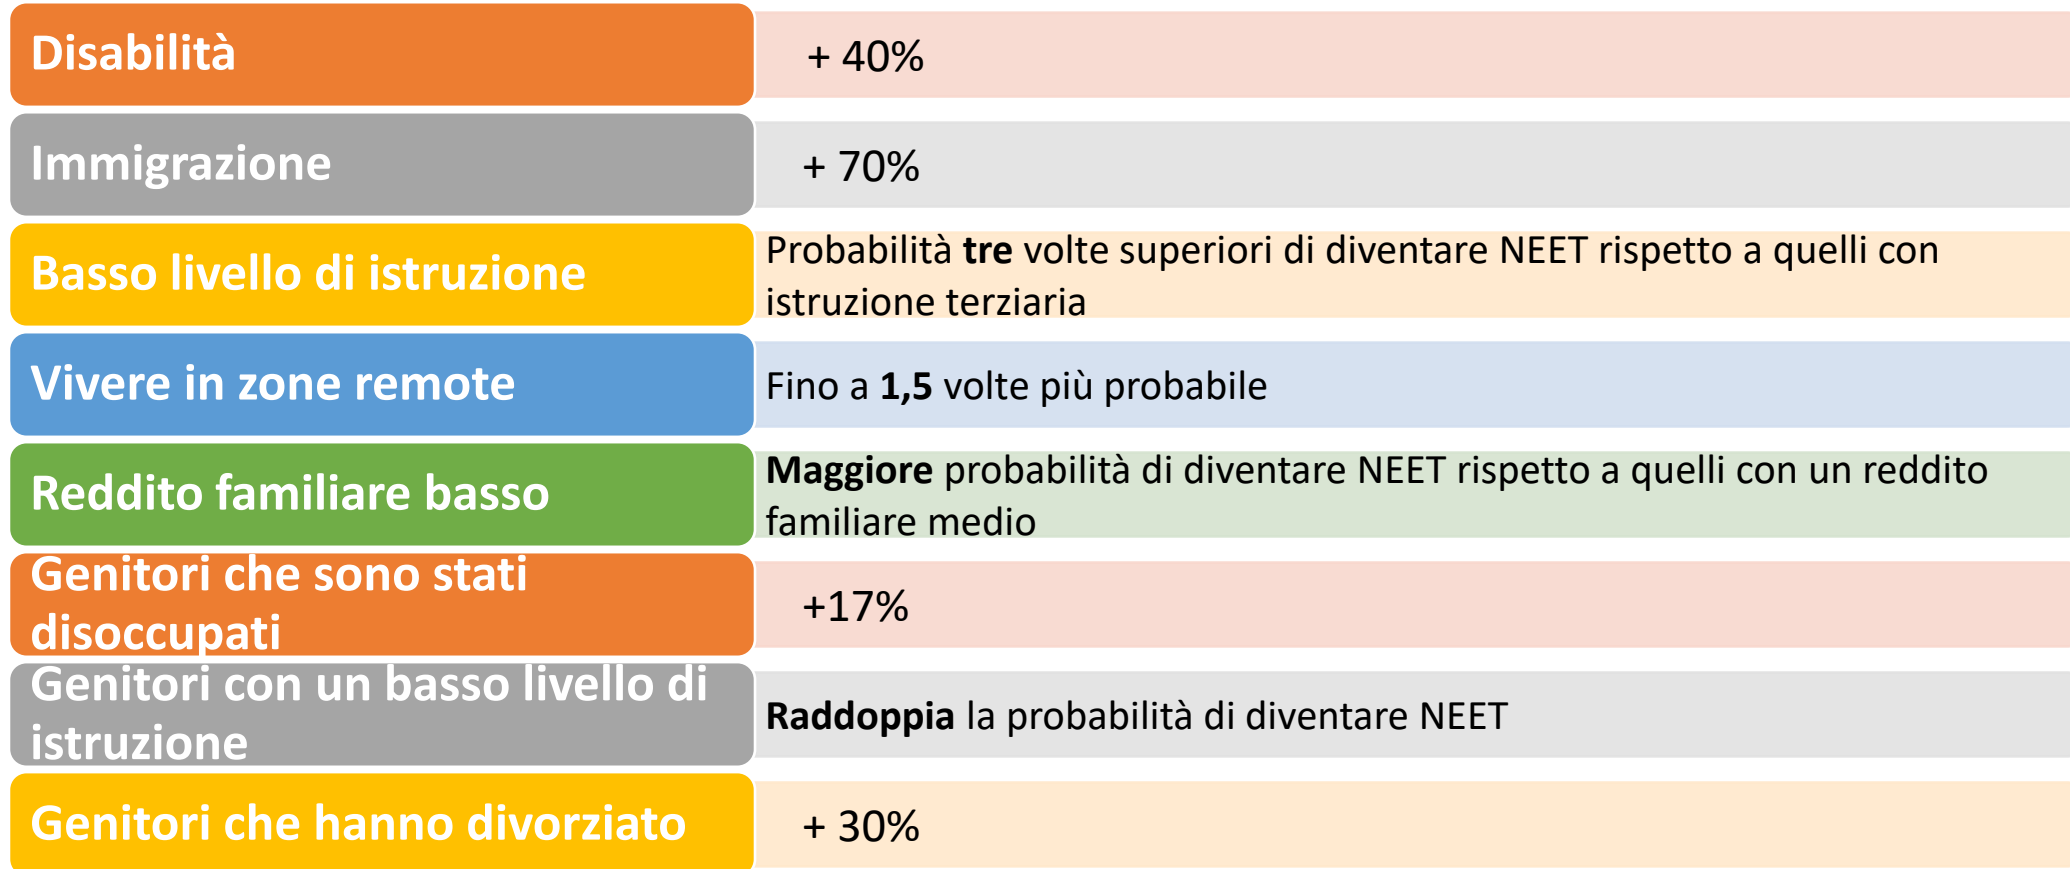 Disabilità
+ 40%
Immigrazione
+ 70%
Basso livello di istruzione
Probabilità tre volte superiori di diventare NEET rispetto a quelli con
istruzione terziaria
Vivere in zone remote
Fino a 1,5 volte più probabile
Reddito familiare basso
Maggiore probabilità di diventare NEET rispetto a quelli con un reddito
familiare medio
Genitori che sono stati
disoccupati
+17%
Genitori con un basso livello di
istruzione
Raddoppia la probabilità di diventare NEET
Genitori che hanno divorziato
+ 30%